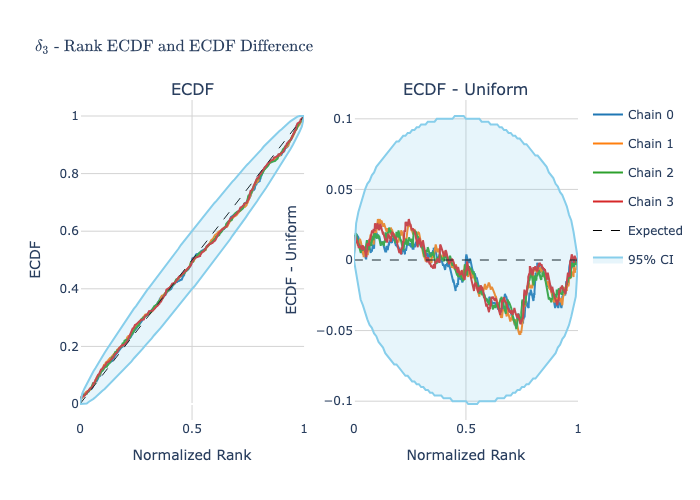 δ₃ - Rank ECDF and ECDF Difference
ECDF
ECDF - Uniform
ECDF
1
0.8
0.6
0.4
0.2
0
0
0.5
1
Normalized Rank
ECDF - Uniform
0.1
0.05
0
−0.05
−0.1
0
0.5
1
Normalized Rank
Chain 0
Chain 1
Chain 2
Chain 3
Expected
95% CI